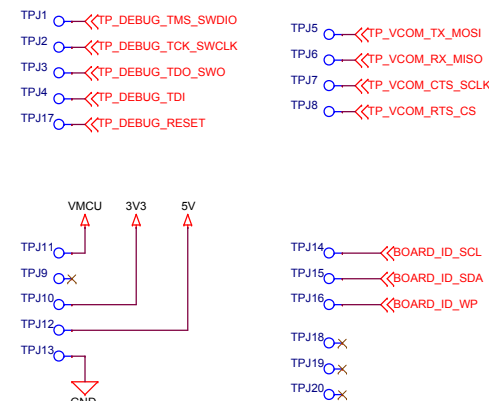 TPJ1 TP_DEBUG_TMS_SWDIO
TPJ2 TP_DEBUG_TCK_SWCLK
TPJ3 TP_DEBUG_TDO_SWO
TPJ4 TP_DEBUG_TDI
TPJ17 TP_DEBUG_RESET
TPJ5 TP_VCOM_TX_MOSI
TPJ6 TP_VCOM_RX_MISO
TPJ7 TP_VCOM_CTS_SCLK
TPJ8 TP_VCOM_RTS_CS
VMCU 3V3 5V
TPJ11
TPJ9
TPJ10
TPJ12
TPJ13
GND
TPJ14 BOARD_ID_SCL
TPJ15 BOARD_ID_SDA
TPJ16 BOARD_ID_WP
TPJ18
TPJ19
TPJ20